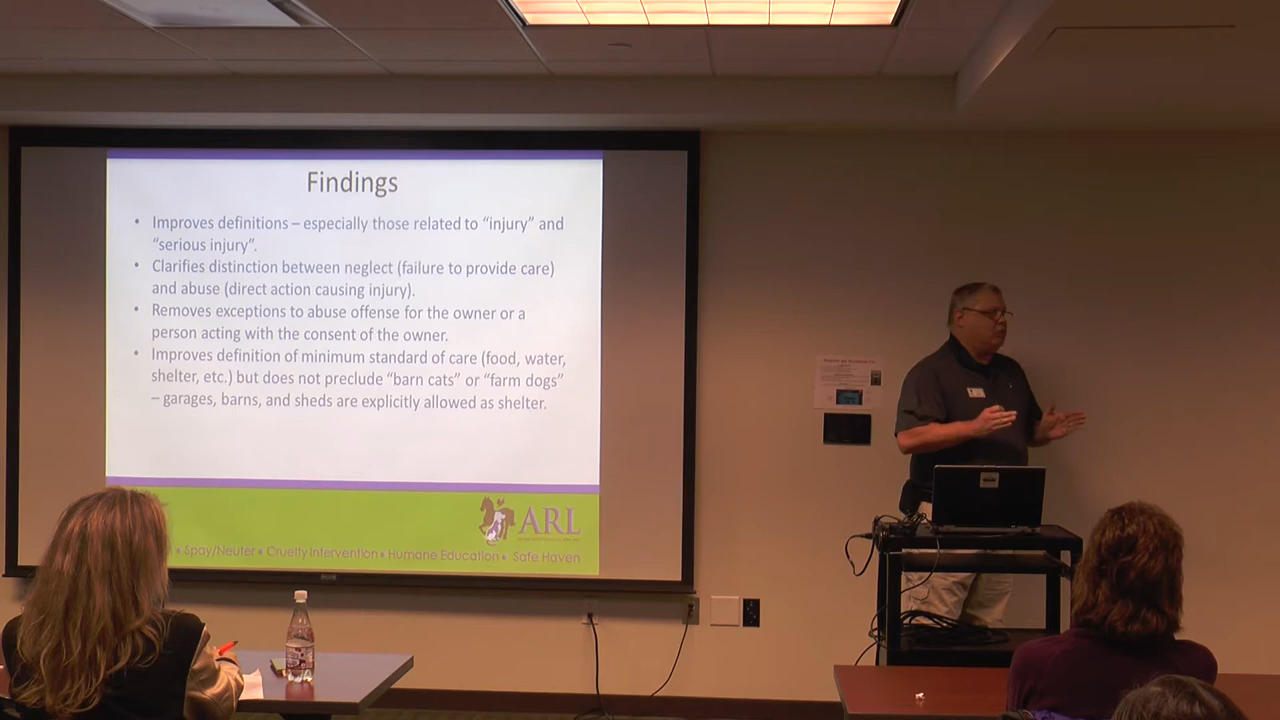 Findings
• Improves definitions – especially those related to “injury” and
“serious injury”.
• Clarifies distinction between neglect (failure to provide care)
and abuse (direct action causing injury).
• Removes exceptions to abuse offense for the owner or a
person acting with the consent of the owner.
• Improves definition of minimum standard of care (food, water,
shelter, etc.) but does not preclude “barn cats” or “farm dogs”
– garages, barns, and sheds are explicitly allowed as shelter.
ARL
• Spay/Neuter • Cruelty Intervention • Humane Education • Safe Haven